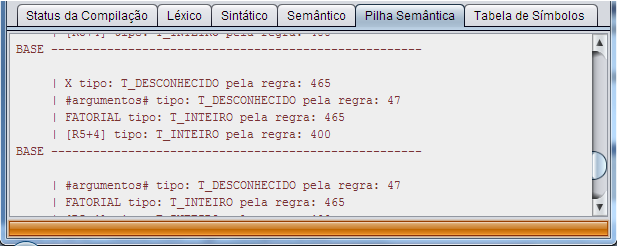 Status da Compilação Léxico Sintático Semântico Pilha Semântica Tabela de Símbolos
BASE -----------------------------------------------------
| X tipo: T_DESCONHECIDO pela regra: 465
| #argumentos# tipo: T_DESCONHECIDO pela regra: 47
| FATORIAL tipo: T_INTEIRO pela regra: 465
| [R5+4] tipo: T_INTEIRO pela regra: 400
BASE -----------------------------------------------------
| #argumentos# tipo: T_DESCONHECIDO pela regra: 47
| FATORIAL tipo: T_INTEIRO pela regra: 465